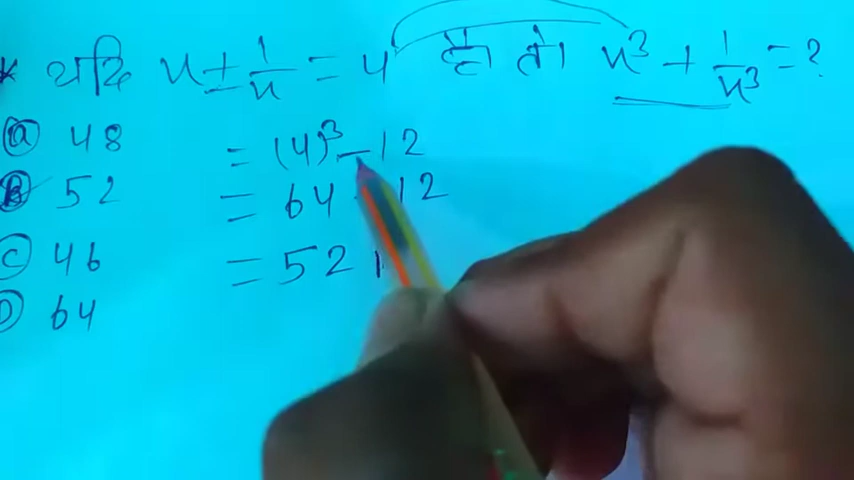 * यदि x ± 1/x = 4 हो तो x³ + 1/x³ = ?
(a) 48
= (4)³ - 12
(B) 52
= 64 - 12
(C) 46
= 52
(D) 64